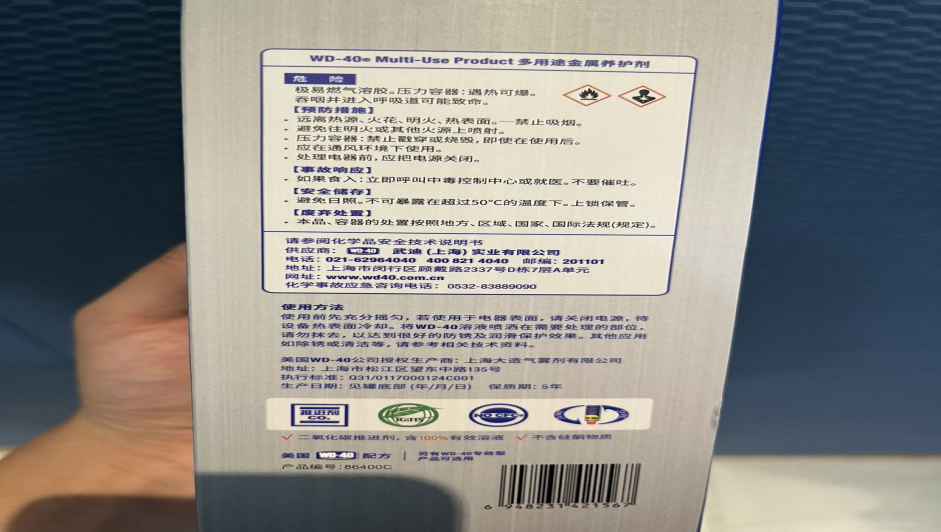 WD-40® Multi-Use Product 多用途金属养护剂
危 险
极易燃气溶胶。压力容器：遇热可爆。
吞咽并进入呼吸道可能致命。
【预防措施】
- 远离热源、火花、明火、热表面。一禁止吸烟。
- 避免往明火或其他火源上喷射。
- 压力容器：禁止戳穿或烧毁，即使在使用后。
- 应在通风环境下使用。
- 处理电器前，应把电源关闭。
【事故响应】
- 如果食入：立即呼叫中毒控制中心或就医。不要催吐。
【安全储存】
- 避免日照。不可暴露在超过50°C的温度下。上锁保管。
【废弃处置】
- 本品、容器的处置按照地方、区域、国家、国际法规(规定)。
请参阅化学品安全技术说明书
供应商： WD-40 武迪 (上海) 实业有限公司
电话：021-62964040 400 821 4040 邮编：201101
地址：上海市闵行区顾戴路2337号D栋7层A单元
网址：www.wd40.com.cn
化学事故应急咨询电话： 0532-83889090
使用方法
使用前先充分摇匀，若使用于电器表面，请关闭电源，待
设备热表面冷却。将WD-40溶液喷洒在需要处理的部位，
请勿抹去，以达到很好的防锈及润滑保护效果。其他应用
如除锈或清洁等，请参考相关技术资料。
美国WD-40公司授权生产商：上海大造气雾剂有限公司
地址：上海市松江区望东中路135号
执行标准：Q31/0117000124C001
生产日期：见罐底部 (年/月/日) 保质期：5年
推进剂
CO₂
RoHS
NO CFCs
✓ 二氧化碳推进剂，含100%有效溶液 ✓ 不含硅酮物质
美国 WD-40 配方 | 另有WD-40专效型
产品可选用
产品编号：86400C
6 948231 421567